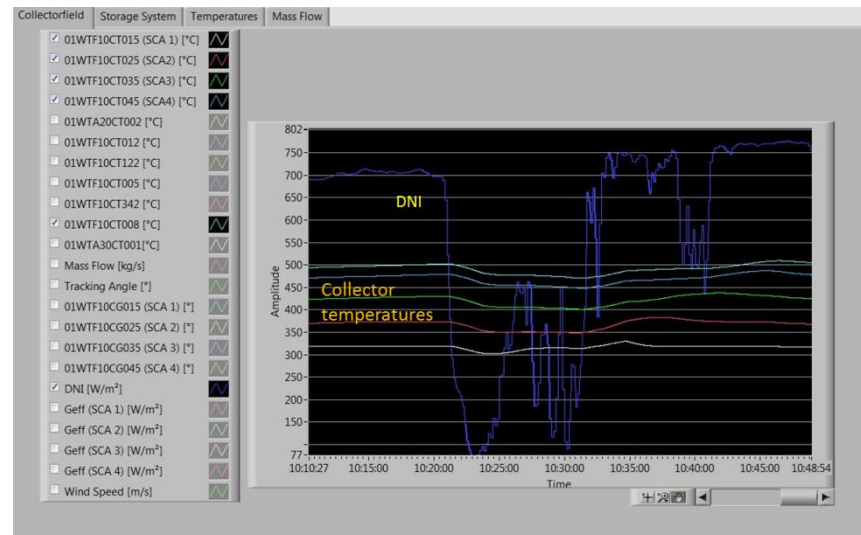 Collectorfield Storage System Temperatures Mass Flow
01WTF10CT015 (SCA 1) [°C]
01WTF10CT025 (SCA2) [°C]
01WTF10CT035 (SCA3) [°C]
01WTF10CT045 (SCA4) [°C]
01WTA20CT002 [°C]
01WTF10CT012 [°C]
01WTF10CT122 [°C]
01WTF10CT005 [°C]
01WTF10CT342 [°C]
01WTF10CT008 [°C]
01WTA30CT001[°C]
Mass Flow [kg/s]
Tracking Angle [°]
01WTF10CG015 (SCA 1) [°]
01WTF10CG025 (SCA 2) [°]
01WTF10CG035 (SCA 3) [°]
01WTF10CG045 (SCA 4) [°]
DNI [W/m²]
Geff (SCA 1) [W/m²]
Geff (SCA 2) [W/m²]
Geff (SCA 3) [W/m²]
Geff (SCA 4) [W/m²]
Wind Speed [m/s]
Amplitude
802
750
700
650
600
550
500
450
400
350
300
250
200
150
77
DNI
Collector
temperatures
10:10:27 10:15:00 10:20:00 10:25:00 10:30:00 10:35:00 10:40:00 10:45:00 10:48:54
Time